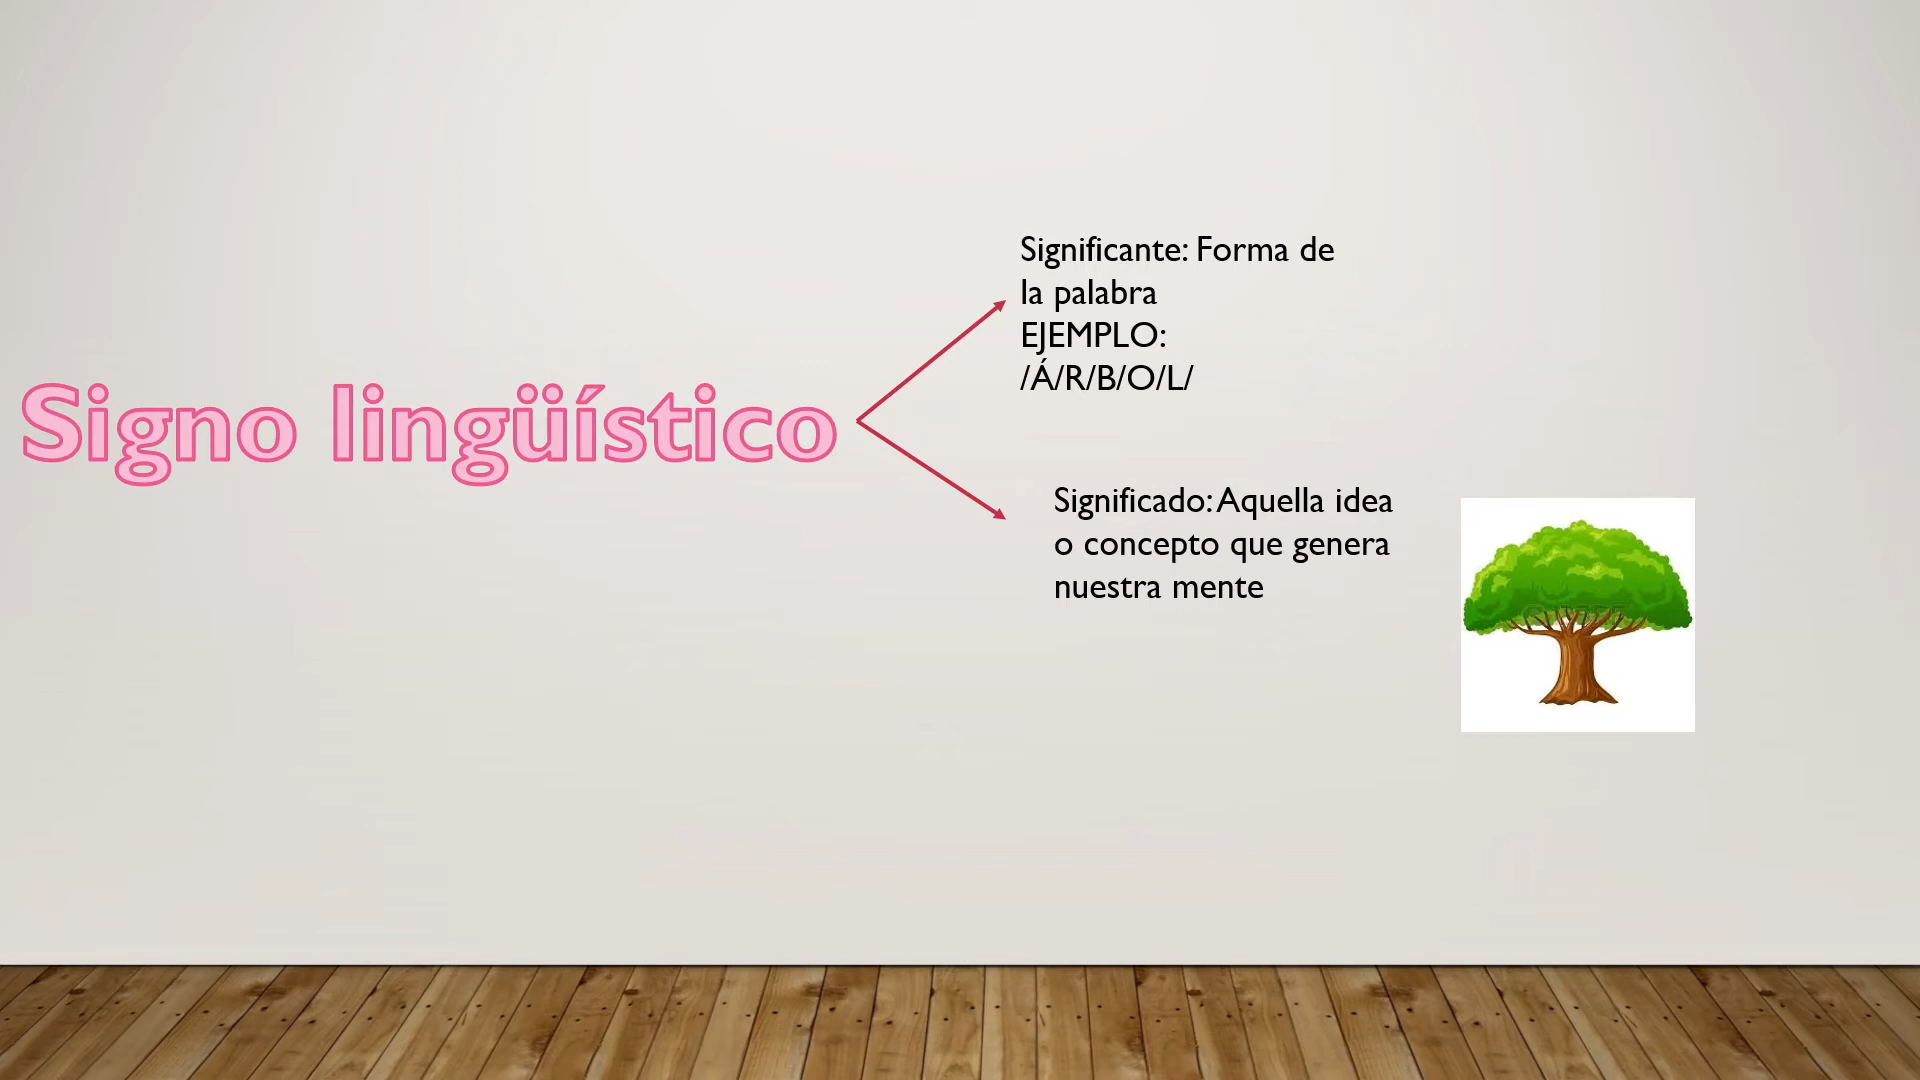 Signo lingüístico
Significante: Forma de
la palabra
EJEMPLO:
/Á/R/B/O/L/
Significado: Aquella idea
o concepto que genera
nuestra mente